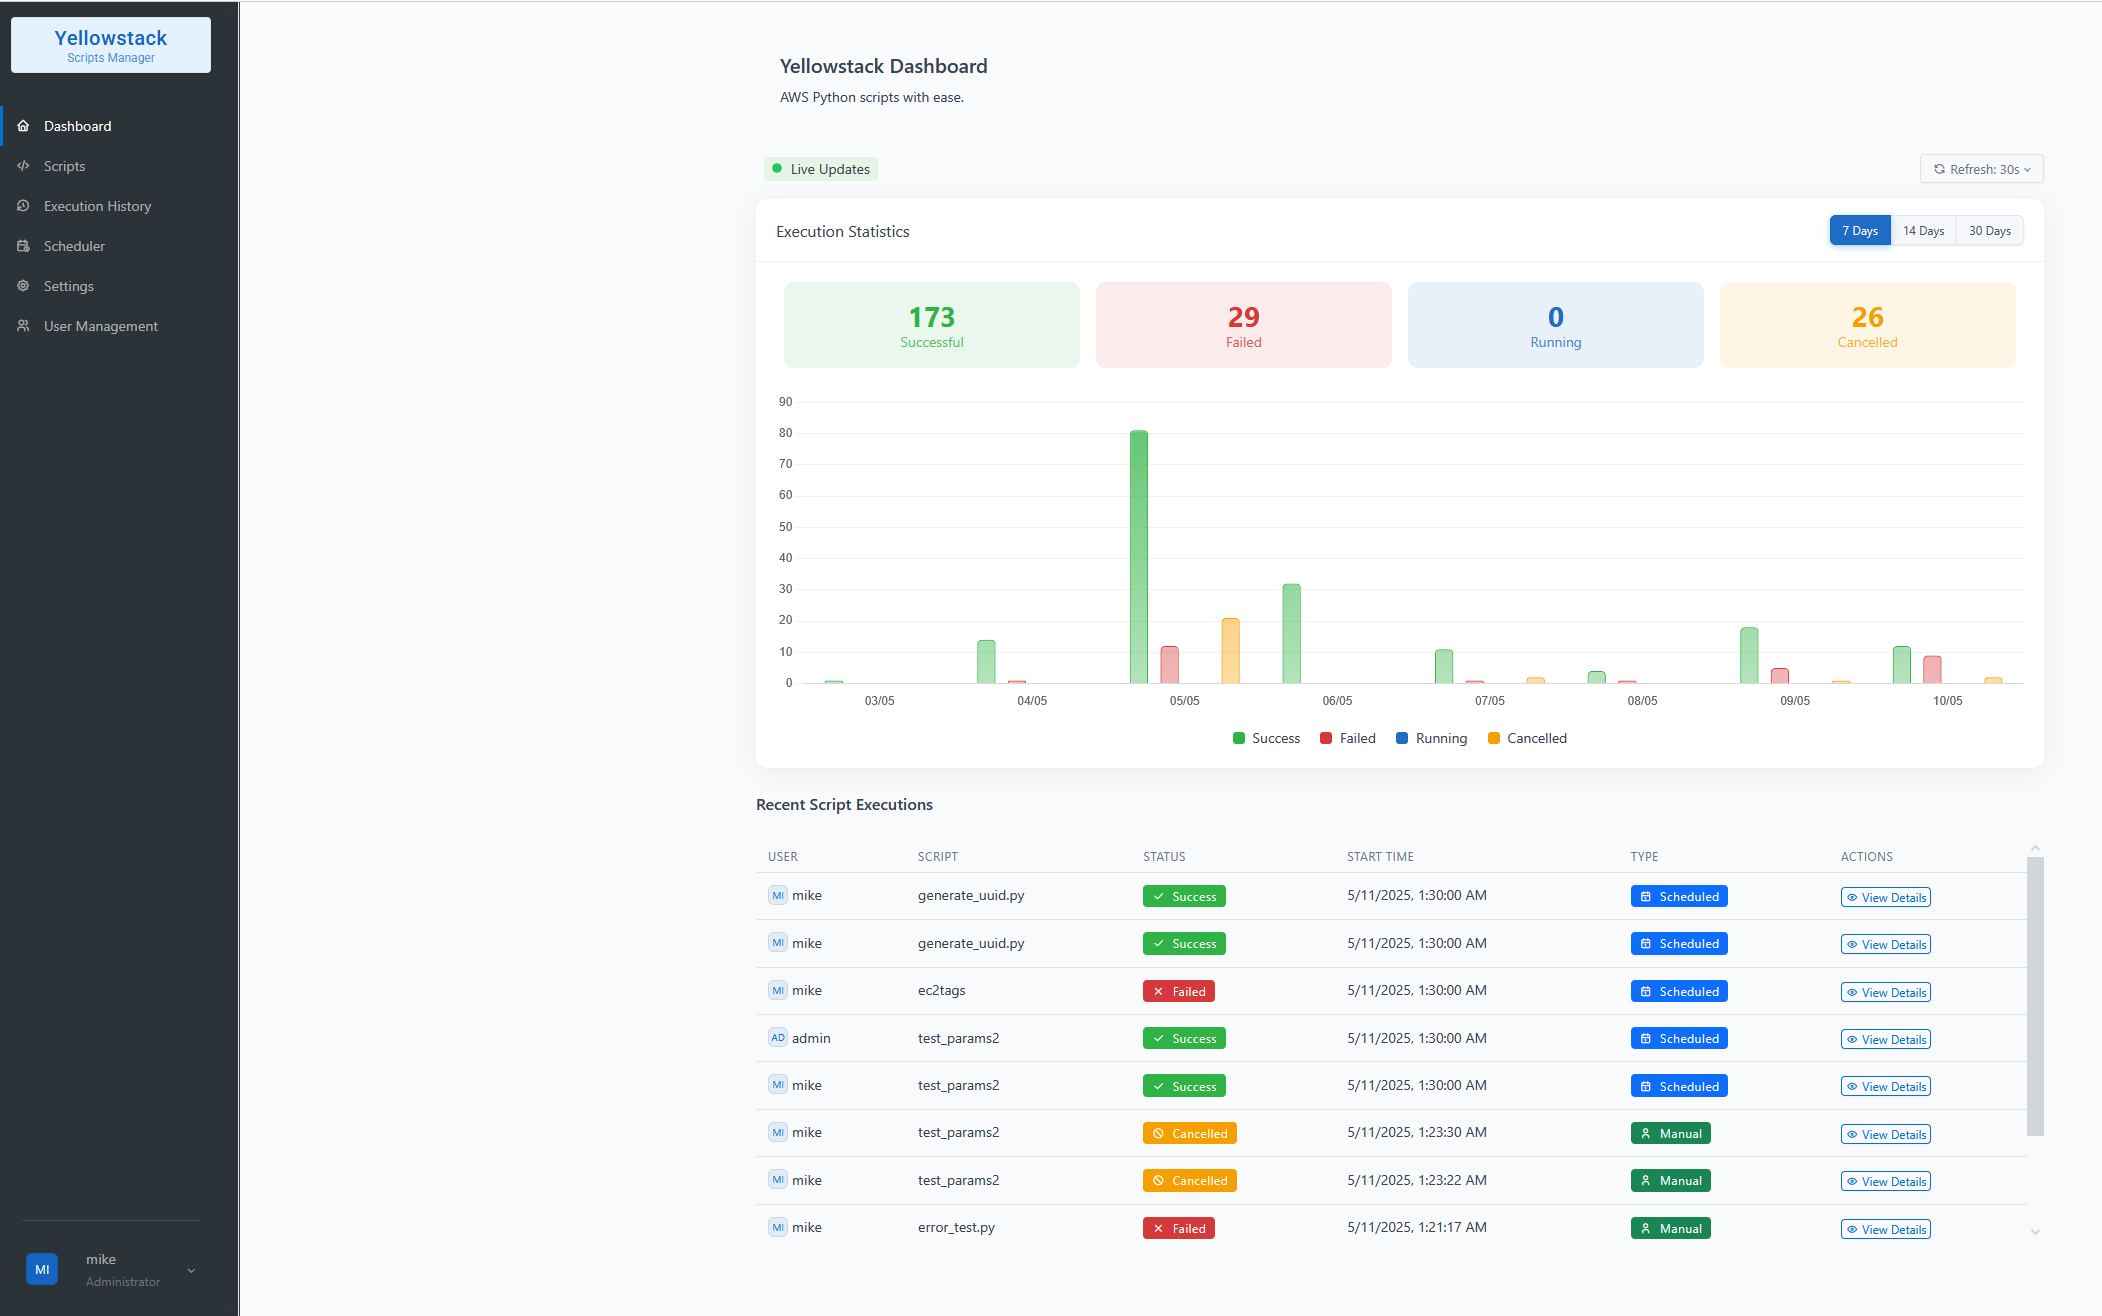 Yellowstack
Scripts Manager
Dashboard
Scripts
Execution History
Scheduler
Settings
User Management
MI
mike
Administrator
Yellowstack Dashboard
AWS Python scripts with ease.
Live Updates
Refresh: 30s
Execution Statistics
7 Days 14 Days 30 Days
173 29 0 26
Successful Failed Running Cancelled
90
80
70
60
50
40
30
20
10
0
03/05 04/05 05/05 06/05 07/05 08/05 09/05 10/05
Success Failed Running Cancelled
Recent Script Executions
USER SCRIPT STATUS START TIME TYPE ACTIONS
MI mike generate_uuid.py Success 5/11/2025, 1:30:00 AM Scheduled View Details
MI mike generate_uuid.py Success 5/11/2025, 1:30:00 AM Scheduled View Details
MI mike ec2tags Failed 5/11/2025, 1:30:00 AM Scheduled View Details
AD admin test_params2 Success 5/11/2025, 1:30:00 AM Scheduled View Details
MI mike test_params2 Success 5/11/2025, 1:30:00 AM Scheduled View Details
MI mike test_params2 Cancelled 5/11/2025, 1:23:30 AM Manual View Details
MI mike test_params2 Cancelled 5/11/2025, 1:23:22 AM Manual View Details
MI mike error_test.py Failed 5/11/2025, 1:21:17 AM Manual View Details